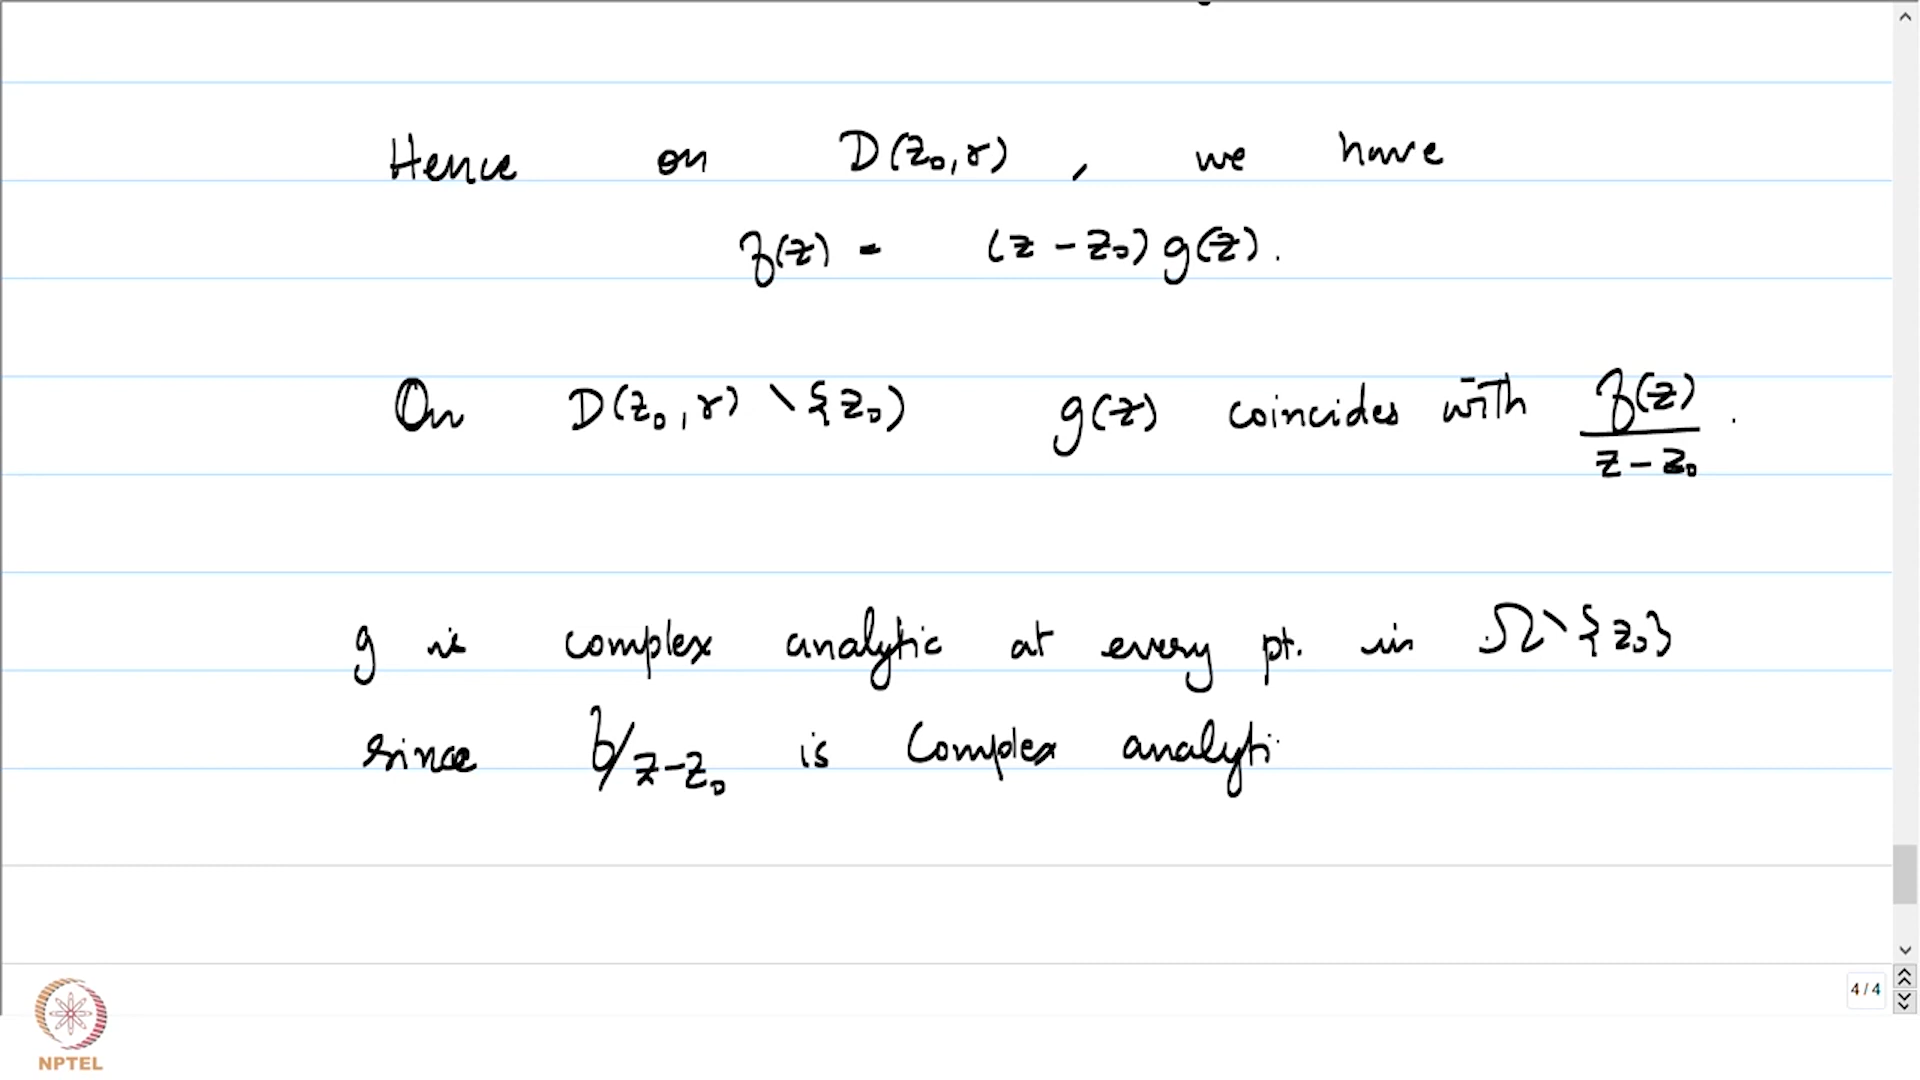 Hence on D(z₀, r), we have
f(z) = (z - z₀) g(z).
On D(z₀, r) \ {z₀} g(z) coincides with f(z) / z - z₀ .
g is complex analytic at every pt. in Ω \ {z₀}
since f/z-z₀ is Complex analyti
4 / 4
NPTEL